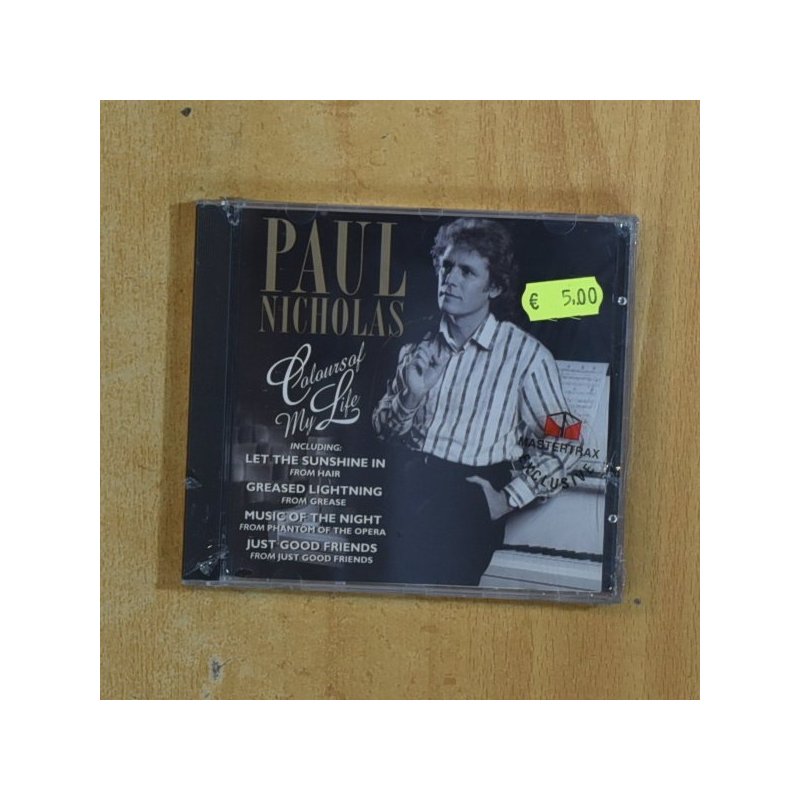 PAUL
NICHOLAS
Colours of
My Life
INCLUDING:
LET THE SUNSHINE IN
FROM HAIR
GREASED LIGHTNING
FROM GREASE
MUSIC OF THE NIGHT
FROM PHANTOM OF THE OPERA
JUST GOOD FRIENDS
FROM JUST GOOD FRIENDS
€ 5.00
MASTERTRAX
EXCLUSIVE